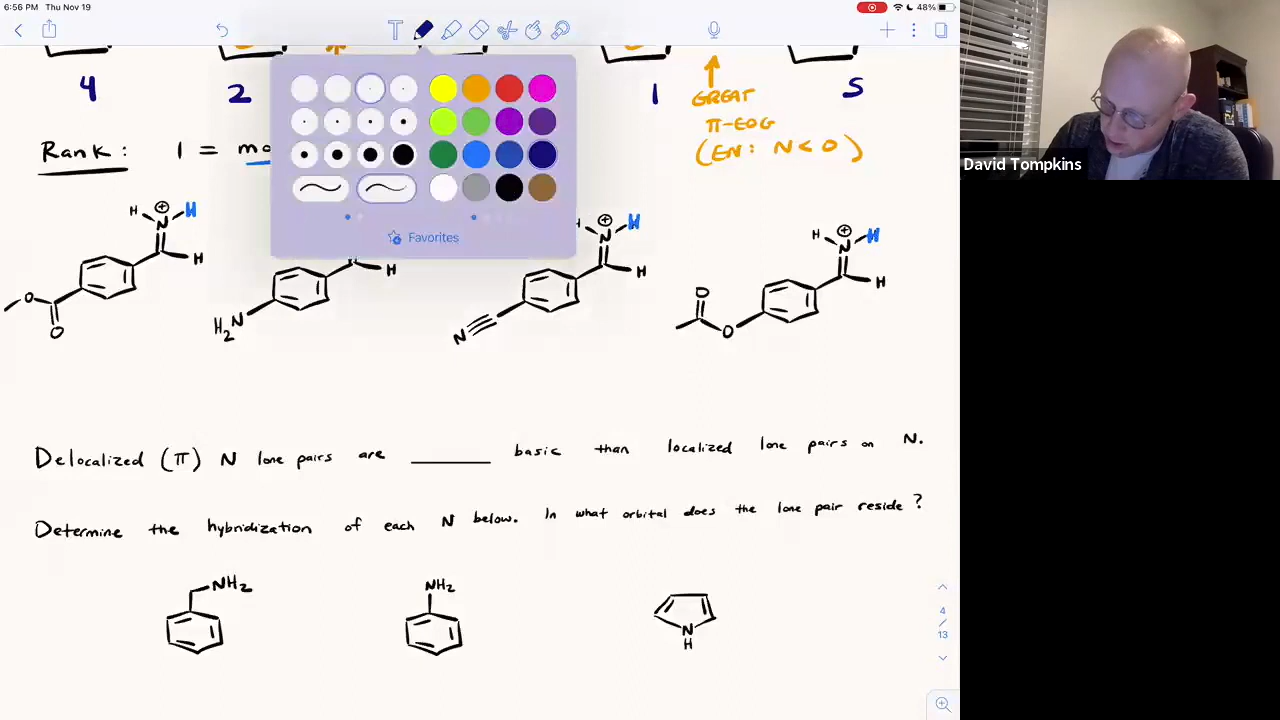 6:56 PM Thu Nov 19
48%
T
4
2
1
5
GREAT
π-EDG
(EN: N < O)
Rank: 1 =
Favorites
H
N
H
H
O
O
H
H2N
H
N
H
H
N
H
N
H
H
O
O
Delocalized (π) N lone pairs are ______ basic than localized lone pairs on N.
Determine the hybridization of each N below. In what orbital does the lone pair reside?
NH2
NH2
N
H
4
/
13
David Tompkins